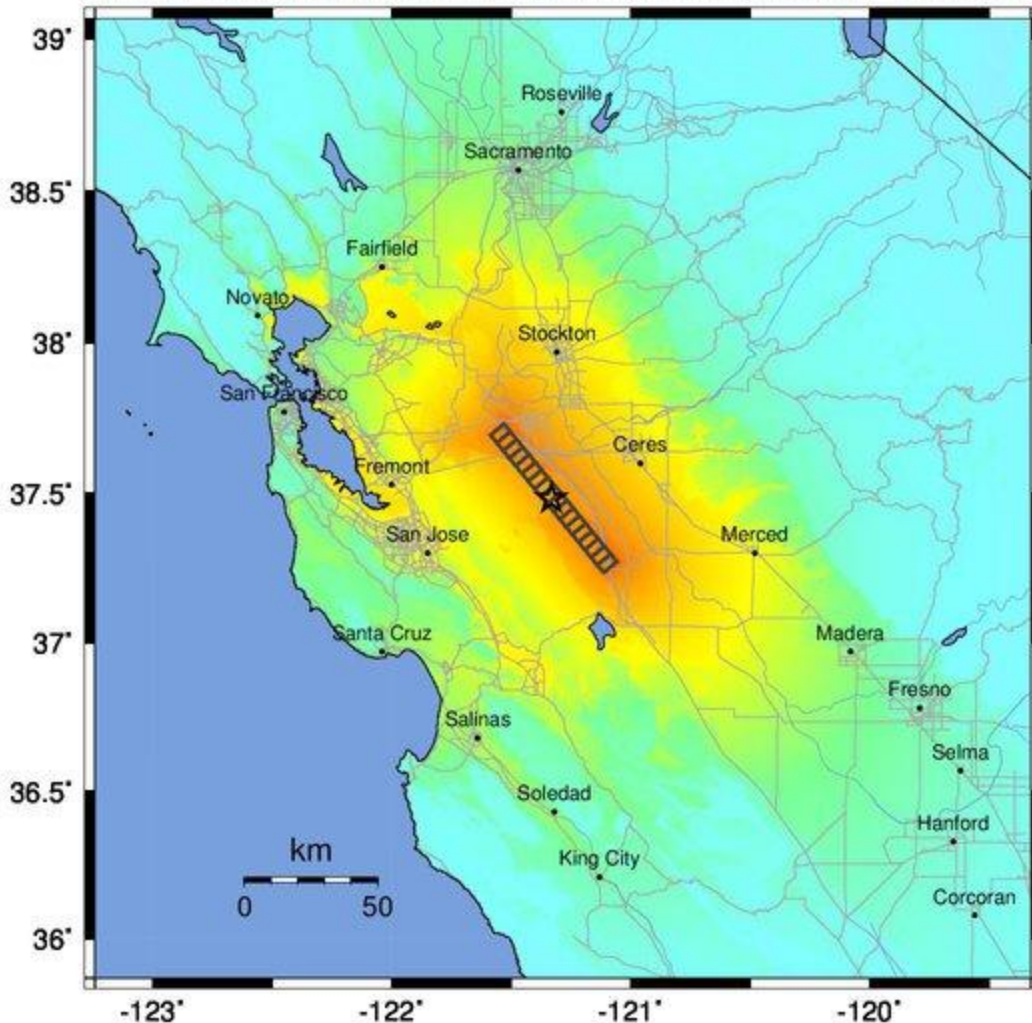 39˚
Roseville
Sacramento
38.5˚
Fairfield
Novato
38˚
Stockton
San Francisco
Ceres
Fremont
37.5˚
San Jose
Merced
37˚
Santa Cruz
Madera
Fresno
Salinas
Selma
36.5˚
Soledad
Hanford
km
King City
0 50
Corcoran
36˚
-123˚ -122˚ -121˚ -120˚